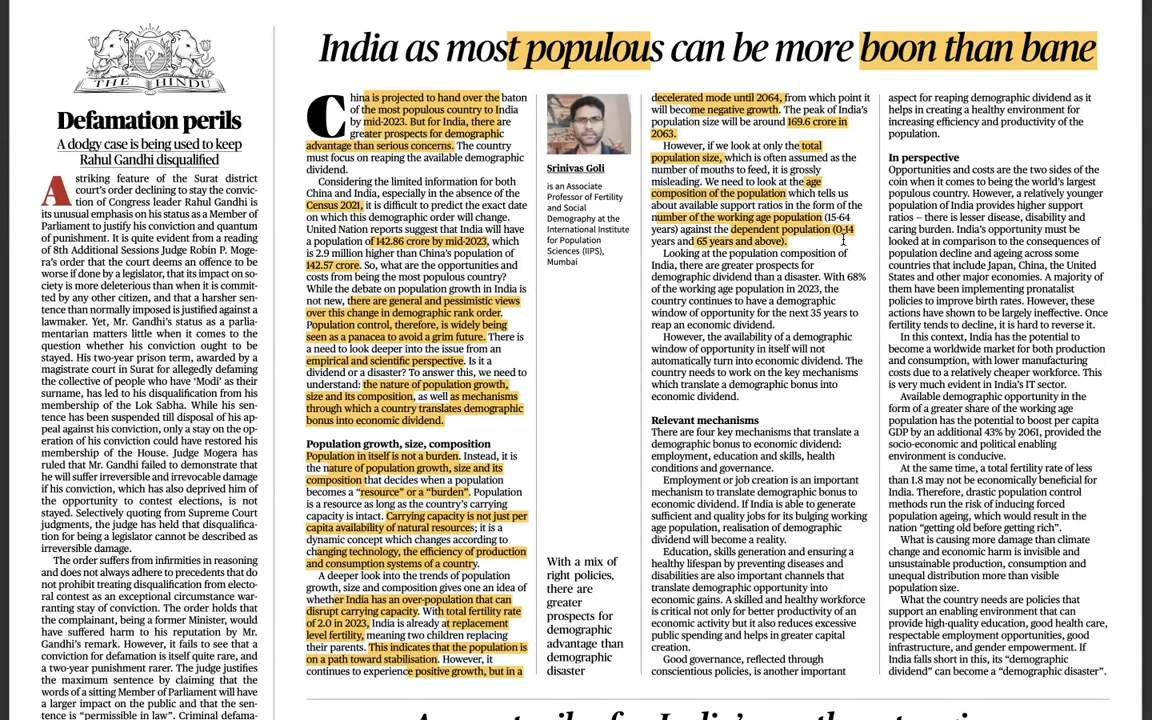 THE HINDU
Defamation perils
A dodgy case is being used to keep
Rahul Gandhi disqualified
A striking feature of the Surat district
court's order declining to stay the convic-
tion of Congress leader Rahul Gandhi is
its unusual emphasis on his status as a Member of
Parliament to justify his conviction and quantum
of punishment. It is quite evident from a reading
of 8th Additional Sessions Judge Robin P. Moge-
ra's order that the court deems an offence to be
worse if done by a legislator, that its impact on so-
ciety is more deleterious than when it is commit-
ted by any other citizen, and that a harsher sen-
tence than normally imposed is justified against a
lawmaker. Yet, Mr. Gandhi's status as a parlia-
mentarian matters little when it comes to the
question whether his conviction ought to be
stayed. His two-year prison term, awarded by a
magistrate court in Surat for allegedly defaming
the collective of people who have 'Modi' as their
surname, has led to his disqualification from his
membership of the Lok Sabha. While his sen-
tence has been suspended till disposal of his ap-
peal against his conviction, only a stay on the op-
eration of his conviction could have restored his
membership of the House. Judge Mogera has
ruled that Mr. Gandhi failed to demonstrate that
he will suffer irreversible and irrevocable damage
if his conviction, which has also deprived him of
the opportunity to contest elections, is not
stayed. Selectively quoting from Supreme Court
judgments, the judge has held that disqualifica-
tion for being a legislator cannot be described as
irreversible damage.
The order suffers from infirmities in reasoning
and does not always adhere to precedents that do
not prohibit treating disqualification from electo-
ral contest as an exceptional circumstance war-
ranting stay of conviction. The order holds that
the complainant, being a former Minister, would
have suffered harm to his reputation by Mr.
Gandhi's remark. However, it fails to see that a
conviction for defamation is itself quite rare, and
a two-year punishment rarer. The judge justifies
the maximum sentence by claiming that the
words of a sitting Member of Parliament will have
a larger impact on the public and that the sen-
tence is "permissible in law". Criminal defama-
India as most populous can be more boon than bane
China is projected to hand over the baton
of the most populous country to India
by mid-2023. But for India, there are
greater prospects for demographic
advantage than serious concerns. The country
must focus on reaping the available demographic
dividend.
Considering the limited information for both
China and India, especially in the absence of the
Census 2021, it is difficult to predict the exact date
on which this demographic order will change.
United Nations reports suggest that India will have
a population of 142.86 crore by mid-2023, which
is 2.9 million higher than China's population of
142.57 crore. So, what are the opportunities and
costs from being the most populous country?
While the debate on population growth in India is
not new, there are general and pessimistic views
over this change in demographic rank order.
Population control, therefore, is widely being
seen as a panacea to avoid a grim future. There is
a need to look deeper into the issue from an
empirical and scientific perspective. Is it a
dividend or a disaster? To answer this, we need to
understand: the nature of population growth,
size and its composition, as well as mechanisms
through which a country translates demographic
bonus into economic dividend.
Population growth, size, composition
Population in itself is not a burden. Instead, it is
the nature of population growth, size and its
composition that decides when a population
becomes a "resource" or a "burden". Population
is a resource as long as the country's carrying
capacity is intact. Carrying capacity is not just per
capita availability of natural resources; it is a
dynamic concept which changes according to
changing technology, the efficiency of production
and consumption systems of a country.
A deeper look into the trends of population
growth, size and composition gives an idea of
whether India has an over-population that can
disrupt carrying capacity. With total fertility rate
of 2.0 in 2023, India is already at replacement
level fertility, meaning two children replacing
their parents. This indicates that the population is
on a path toward stabilisation. However, it
continues to experience positive growth, but in a
Srinivas Goli
is an Associate
Professor of Fertility
and Social
Demography at the
International Institute
for Population
Sciences (IIPS),
Mumbai
With a mix of
right policies,
there are
greater
prospects for
demographic
advantage than
demographic
disaster
decelerated mode until 2064, from which point it
will become negative growth. The peak of India's
population size will be around 169.6 crore in
2063.
However, if we look at only the total
population size, which is often assumed as the
number of mouths to feed, it is grossly
misleading. We need to look at the age
composition of the population which tells us
about available support ratios in the form of the
number of the working age population (15-64
years) against the dependent population (0-14
years and 65 years and above).
Looking at the population composition of
India, there are greater prospects for
demographic dividend than a disaster. With 68%
of the working age population in 2023, the
country continues to have a demographic
window of opportunity for the next 35 years to
reap an economic dividend.
However, the availability of a demographic
window of opportunity in itself will not
automatically turn into economic dividend. The
country needs to work on the key mechanisms
which translate a demographic bonus into
economic dividend.
Relevant mechanisms
There are four key mechanisms that translate a
demographic bonus to economic dividend:
employment, education and skills, health
conditions and governance.
Employment or job creation is an important
mechanism to translate demographic bonus to
economic dividend. If India is able to generate
sufficient and quality jobs for its bulging working
age population, realisation of demographic
dividend will become a reality.
Education, skills generation and ensuring a
healthy lifespan by preventing diseases and
disabilities are also important channels that
translate demographic opportunity into
economic gains. A skilled and healthy workforce
is critical not only for better productivity of an
economic activity but it also reduces excessive
public spending and helps in greater capital
creation.
Good governance, reflected through
conscientious policies, is another important
aspect for reaping demographic dividend as it
helps in creating a healthy environment for
increasing efficiency and productivity of the
population.
In perspective
Opportunities and costs are the two sides of the
coin when it comes to being the world's largest
populous country. However, a relatively younger
population of India provides higher support
ratios — there is lesser disease, disability and
caring burden. India's opportunity must be
looked at in comparison to the consequences of
population decline and ageing across some
countries that include Japan, China, the United
States and other major economies. A majority of
them have been implementing pronatalist
policies to improve birth rates. However, these
actions have shown to be largely ineffective. Once
fertility tends to decline, it is hard to reverse it.
In this context, India has the potential to
become a worldwide market for both production
and consumption, with lower manufacturing
costs due to a relatively cheaper workforce. This
is very much evident in India's IT sector.
Available demographic opportunity in the
form of a greater share of the working age
population has the potential to boost per capita
GDP by an additional 43% by 2061, provided the
socio-economic and political enabling
environment is conducive.
At the same time, a total fertility rate of less
than 1.8 may not be economically beneficial for
India. Therefore, drastic population control
methods run the risk of inducing forced
population ageing, which would result in the
nation "getting old before getting rich".
What is causing more damage than climate
change and economic harm is invisible and
unsustainable production, consumption and
unequal distribution more than visible
population size.
What the country needs are policies that
support an enabling environment that can
provide high-quality education, good health care,
respectable employment opportunities, good
infrastructure, and gender empowerment. If
India falls short in this, its "demographic
dividend" can become a "demographic disaster".